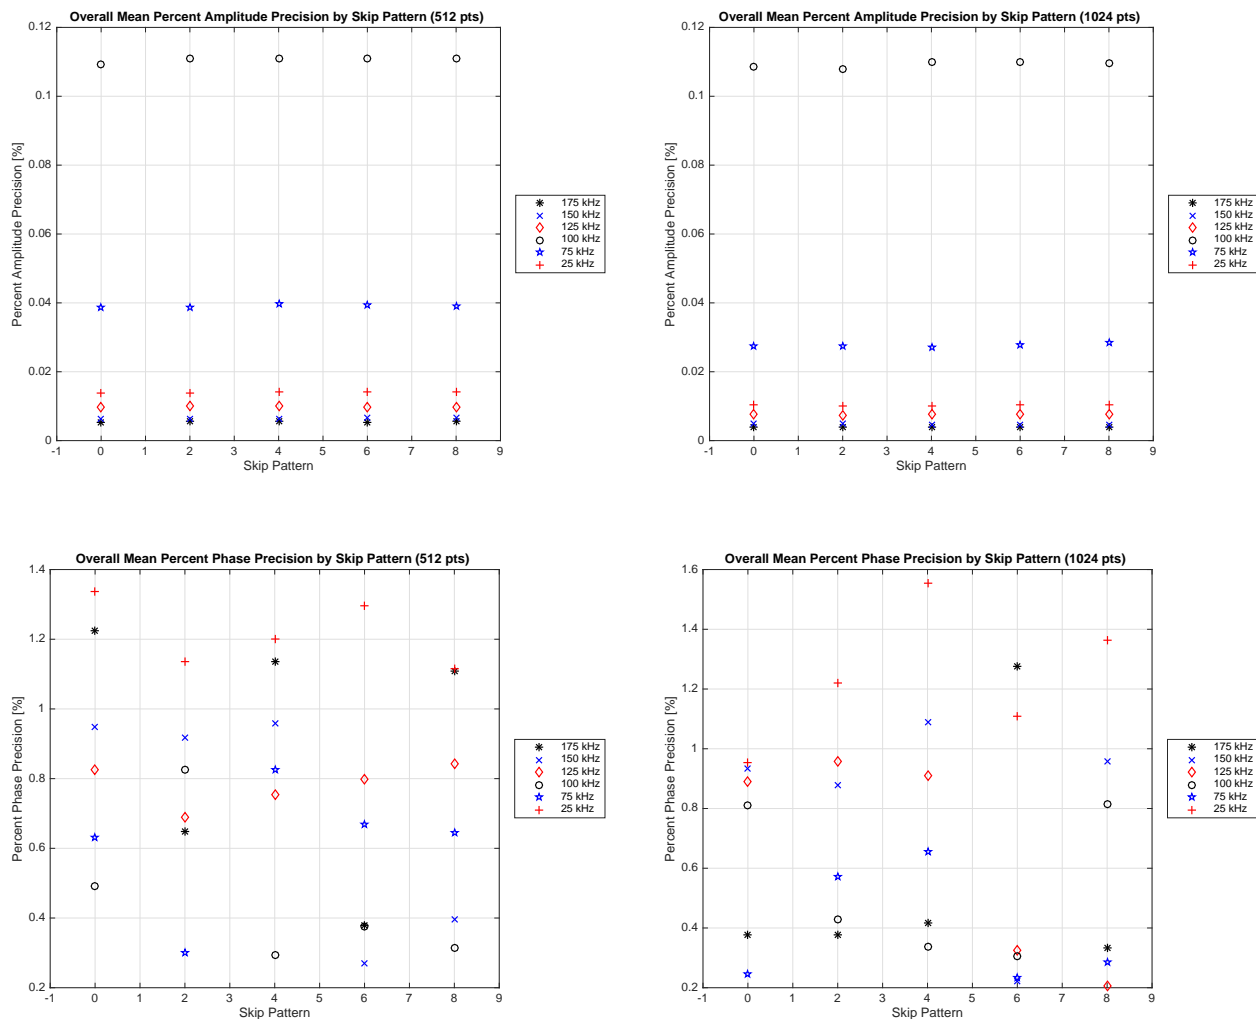 Overall Mean Percent Amplitude Precision by Skip Pattern (512 pts)
0.12
0.1
0.08
0.06
0.04
0.02
0
Percent Amplitude Precision [%]
-1 0 1 2 3 4 5 6 7 8 9
Skip Pattern
175 kHz
150 kHz
125 kHz
100 kHz
75 kHz
25 kHz
Overall Mean Percent Amplitude Precision by Skip Pattern (1024 pts)
0.12
0.1
0.08
0.06
0.04
0.02
0
Percent Amplitude Precision [%]
-1 0 1 2 3 4 5 6 7 8 9
Skip Pattern
175 kHz
150 kHz
125 kHz
100 kHz
75 kHz
25 kHz
Overall Mean Percent Phase Precision by Skip Pattern (512 pts)
1.4
1.2
1
0.8
0.6
0.4
0.2
Percent Phase Precision [%]
-1 0 1 2 3 4 5 6 7 8 9
Skip Pattern
175 kHz
150 kHz
125 kHz
100 kHz
75 kHz
25 kHz
Overall Mean Percent Phase Precision by Skip Pattern (1024 pts)
1.6
1.4
1.2
1
0.8
0.6
0.4
0.2
Percent Phase Precision [%]
-1 0 1 2 3 4 5 6 7 8 9
Skip Pattern
175 kHz
150 kHz
125 kHz
100 kHz
75 kHz
25 kHz